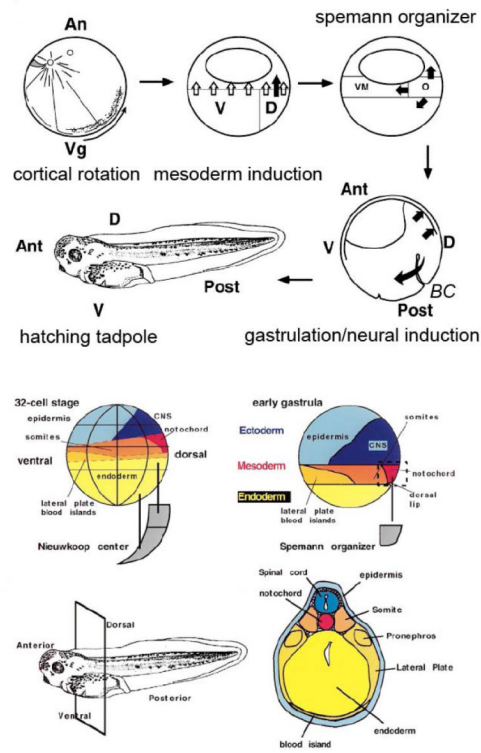 spemann organizer
An
V
D
VM
O
Vg
cortical rotation
mesoderm induction
Ant
D
Ant
V
D
Post
V
BC
Post
hatching tadpole
gastrulation/neural induction
32-cell stage
early gastrula
epidermis
CNS
notochord
somites
ventral
dorsal
endoderm
lateral plate
blood islands
Nieuwkoop center
Ectoderm
Mesoderm
Endoderm
epidermis
CNS
somites
notochord
dorsal
lip
lateral plate
blood islands
Spemann organizer
Anterior
Dorsal
Ventral
Posterior
Spinal cord
epidermis
notochord
Somite
Pronephros
Lateral Plate
endoderm
blood island